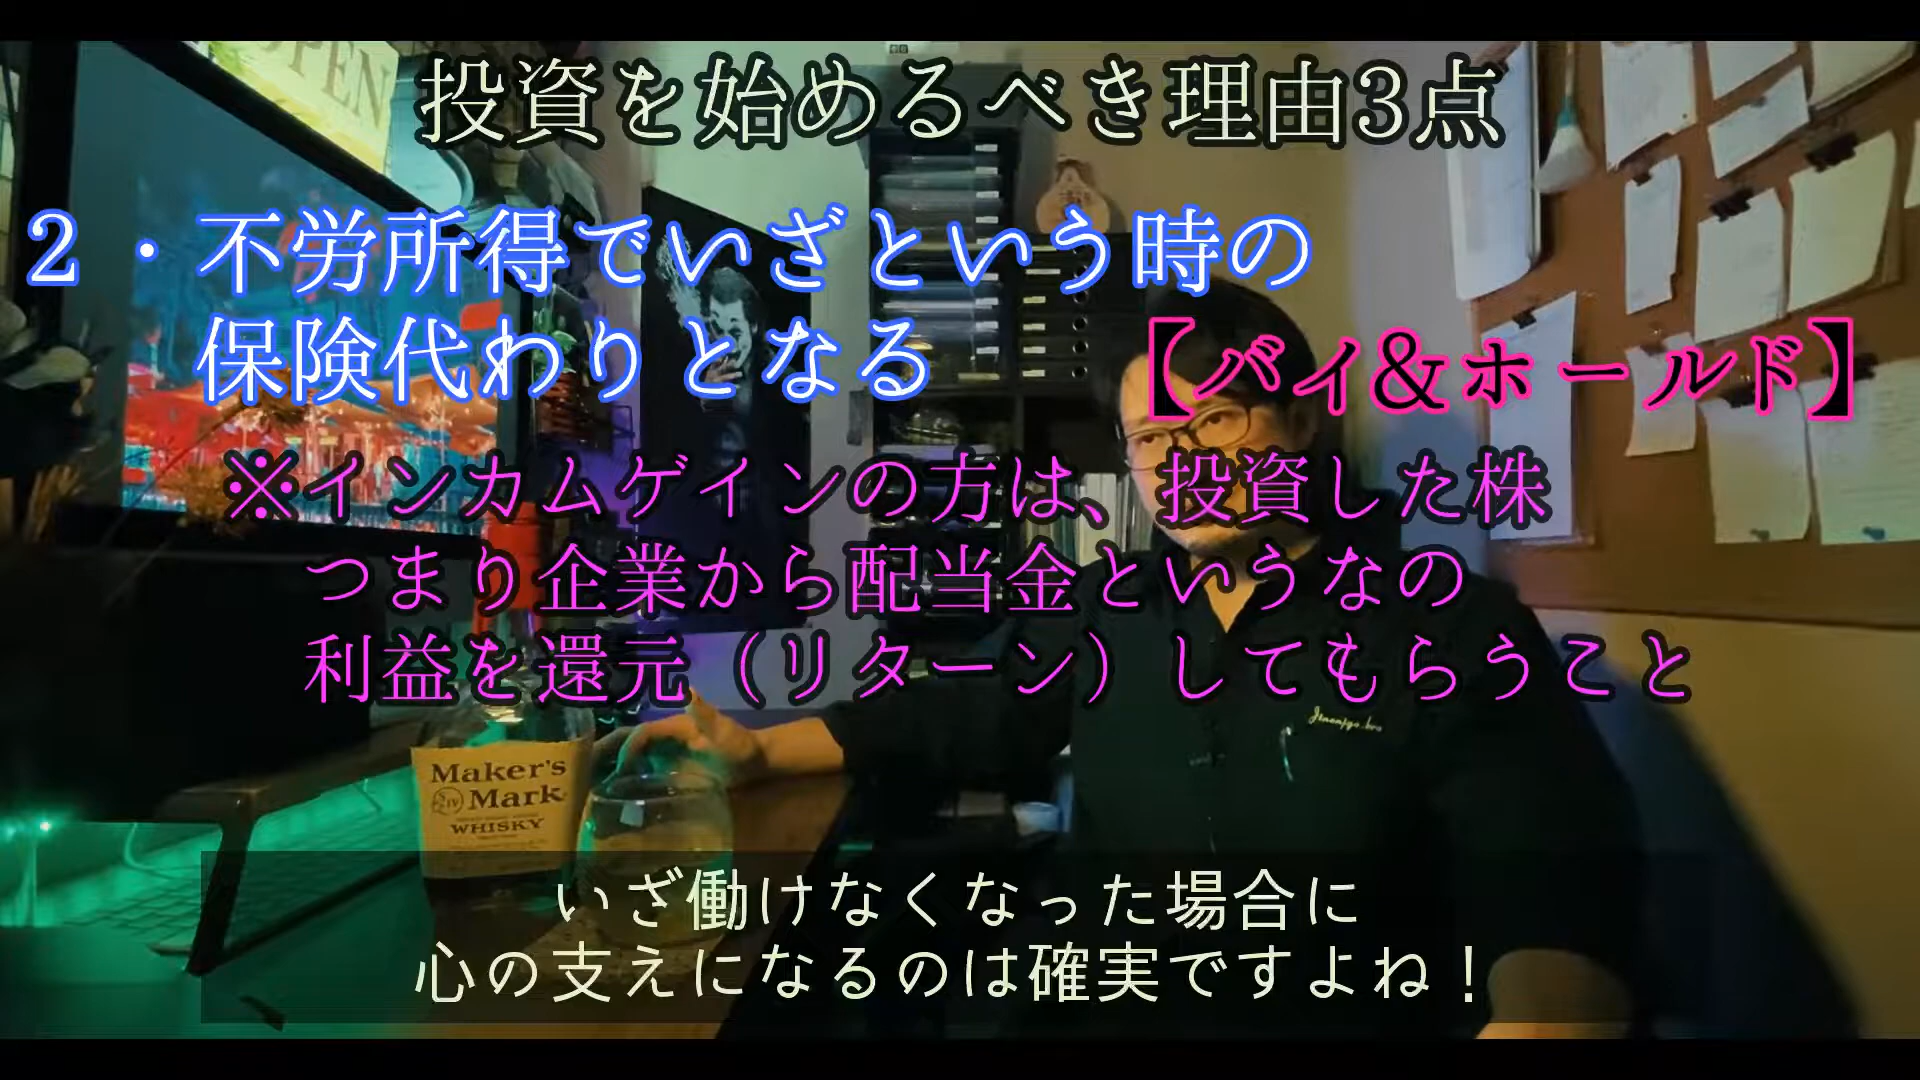 OPEN
投資を始めるべき理由3点
２・不労所得でいざという時の
保険代わりとなる
【バイ&ホールド】
※インカムゲインの方は、投資した株
つまり企業から配当金というなの
利益を還元（リターン）してもらうこと
Maker's
Mark
WHISKY
いざ働けなくなった場合に
心の支えになるのは確実ですよね！